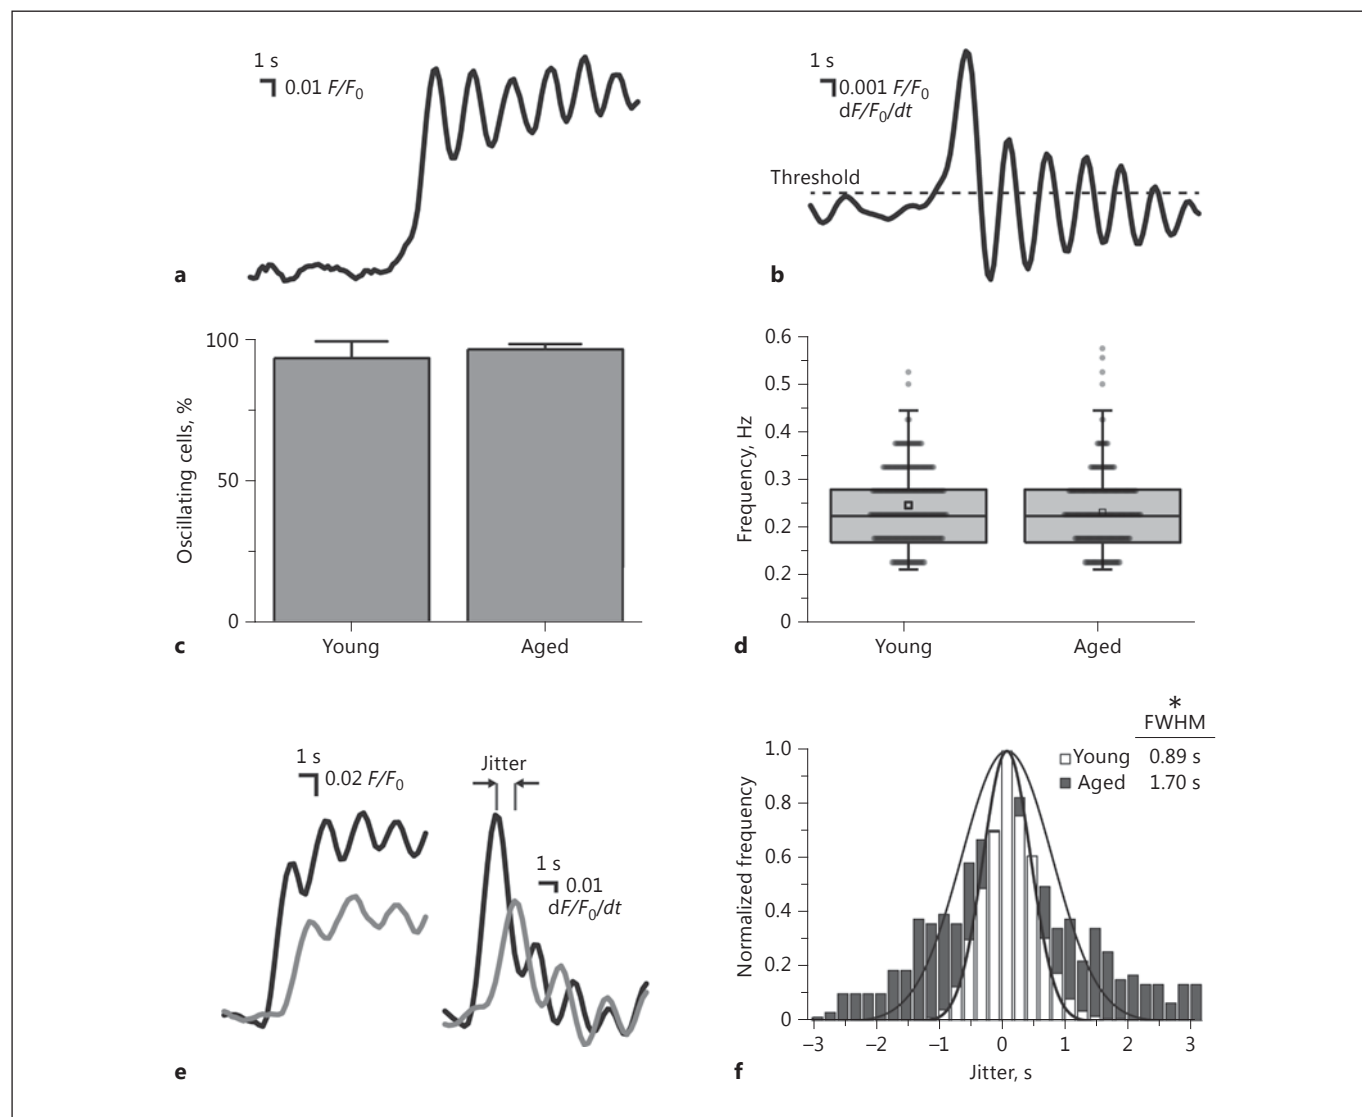 1 s
0.01 F/F0
a
1 s
0.001 F/F0
dF/F0/dt
Threshold
b
100
50
0
Oscillating cells, %
Young
Aged
c
0.6
0.5
0.4
0.3
0.2
0.2
0
Frequency, Hz
Young
Aged
d
1 s
0.02 F/F0
Jitter
1 s
0.01
dF/F0/dt
e
*
FWHM
Young 0.89 s
Aged 1.70 s
1.0
0.8
0.6
0.4
0.2
0
Normalized frequency
–3 –2 –1 0 1 2 3
Jitter, s
f